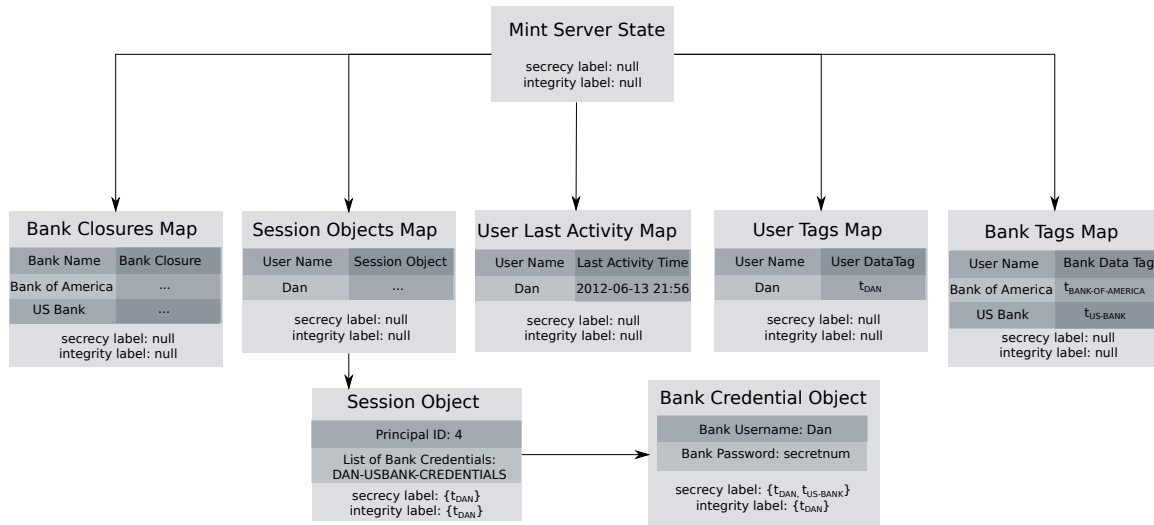 Mint Server State
secrecy label: null
integrity label: null
Bank Closures Map
Bank Name Bank Closure
Bank of America ...
US Bank ...
secrecy label: null
integrity label: null
Session Objects Map
User Name Session Object
Dan ...
secrecy label: null
integrity label: null
User Last Activity Map
User Name Last Activity Time
Dan 2012-06-13 21:56
secrecy label: null
integrity label: null
User Tags Map
User Name User DataTag
Dan tDAN
secrecy label: null
integrity label: null
Bank Tags Map
User Name Bank Data Tag
Bank of America tBANK-OF-AMERICA
US Bank tUS-BANK
secrecy label: null
integrity label: null
Session Object
Principal ID: 4
List of Bank Credentials:
DAN-USBANK-CREDENTIALS
secrecy label: {tDAN}
integrity label: {tDAN}
Bank Credential Object
Bank Username: Dan
Bank Password: secretnum
secrecy label: {tDAN, tUS-BANK}
integrity label: {tDAN}